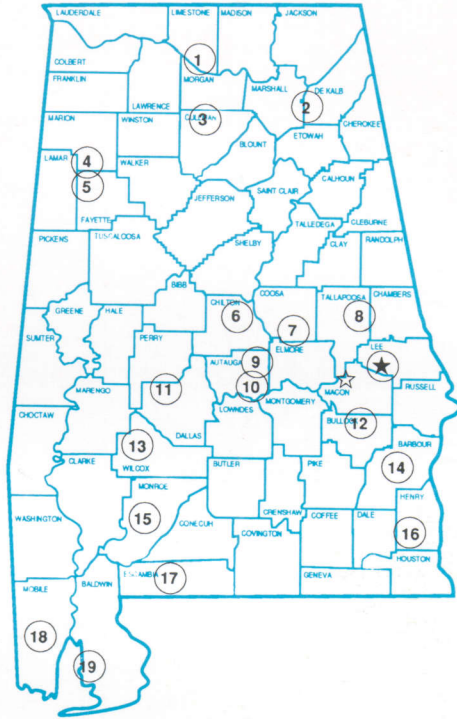 LAUDERDALE
LIMESTONE
MADISON
JACKSON
COLBERT
1
FRANKLIN
LAWRENCE
MORGAN
MARSHALL
2
DE KALB
MARION
WINSTON
3
CULLMAN
ETOWAH
CHEROKEE
BLOUNT
LAMAR
4
WALKER
5
SAINT CLAIR
CALHOUN
JEFFERSON
FAYETTE
TALLEDEGA
CLEBURNE
PICKENS
TUSCALOOSA
SHELBY
CLAY
RANDOLPH
BIBB
COOSA
TALLAPOOSA
CHAMBERS
GREENE
HALE
CHILTON
6
7
8
SUMTER
PERRY
ELMORE
LEE
AUTAUGA
9
MARENGO
11
10
MACON
RUSSELL
CHOCTAW
LOWNDES
MONTGOMERY
BULLOCK
12
DALLAS
13
BARBOUR
CLARKE
WILCOX
BUTLER
PIKE
14
MONROE
HENRY
WASHINGTON
15
CONECUH
CRENSHAW
COFFEE
DALE
COVINGTON
16
HOUSTON
ESCAMBIA
17
GENEVA
MOBILE
BALDWIN
18
19